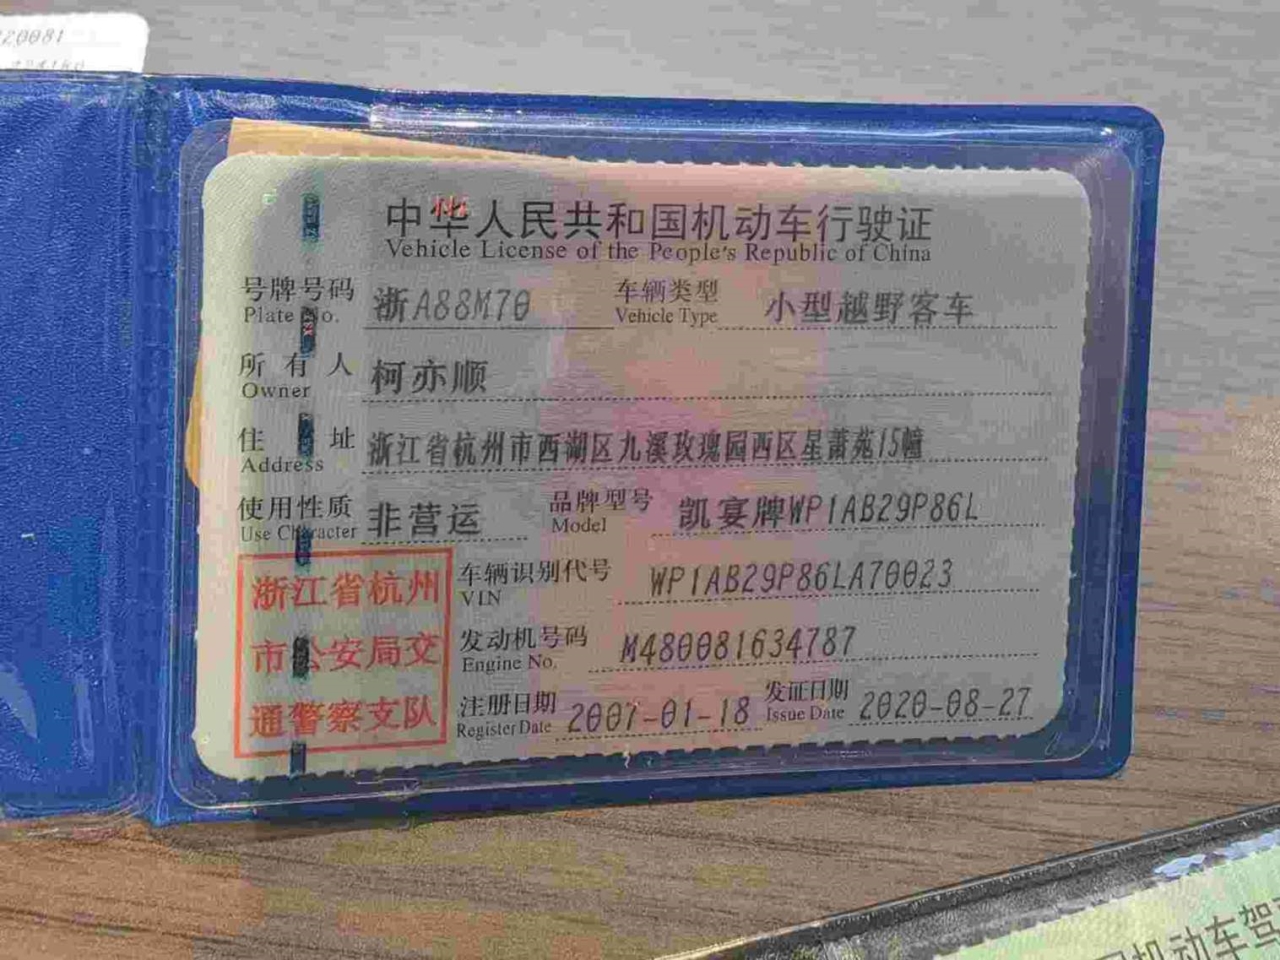 20081
中华人民共和国机动车行驶证
Vehicle License of the People's Republic of China
号牌号码 浙A88M70 车辆类型 小型越野客车
Plate No. Vehicle Type
所有人 柯亦顺
Owner
住址 浙江省杭州市西湖区九溪玫瑰园西区星萧苑15幢
Address
使用性质 非营运 品牌型号 凯宴牌WP1AB29P86L
Use Character Model
浙江省杭州
市公安局交
通警察支队
车辆识别代号 WP1AB29P86LA70023
VIN
发动机号码 M480081634787
Engine No.
注册日期 2007-01-18 发证日期 2020-08-27
Register Date Issue Date
国机动车驾